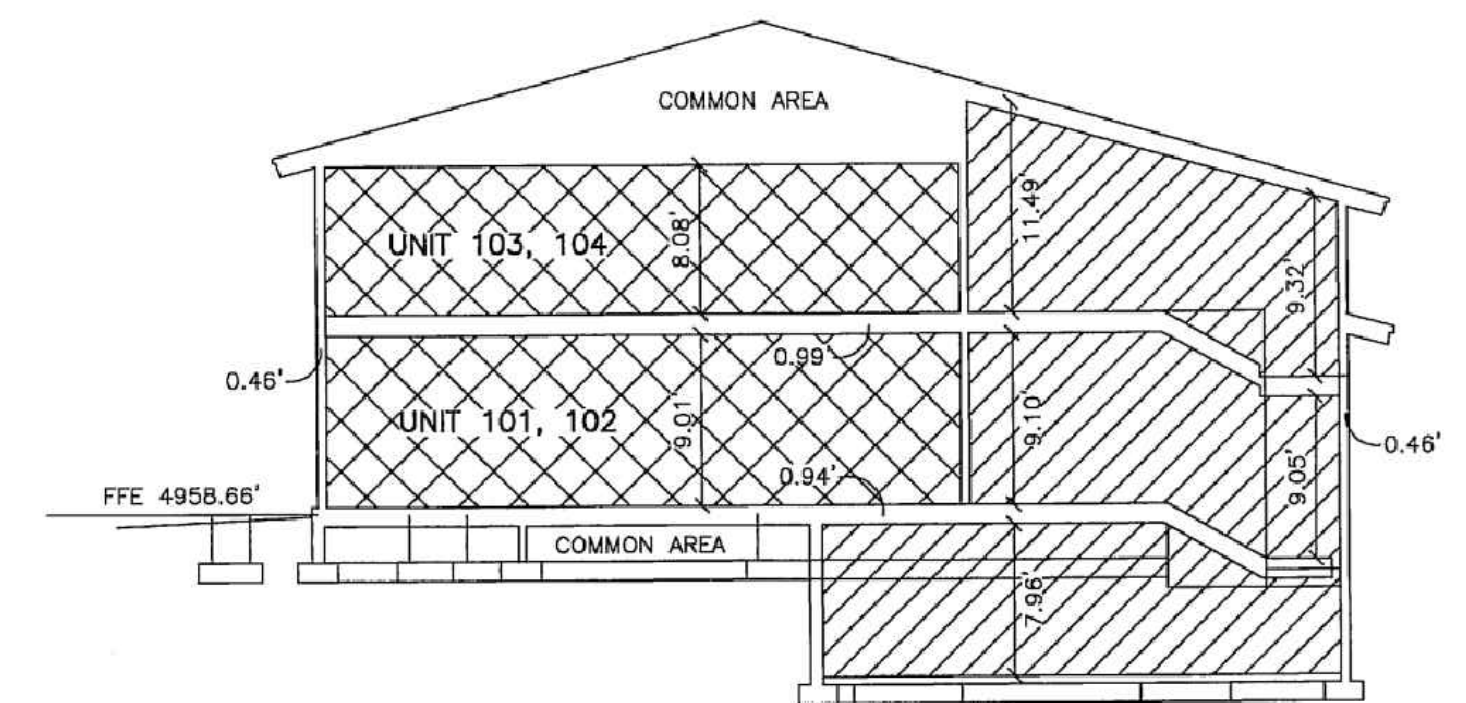 COMMON AREA
11.49'
UNIT 103, 104
8.08'
9.32'
0.99'
0.46'
9.10'
UNIT 101, 102
9.01'
0.46'
9.05'
0.94'
FFE 4958.66'
COMMON AREA
7.96'